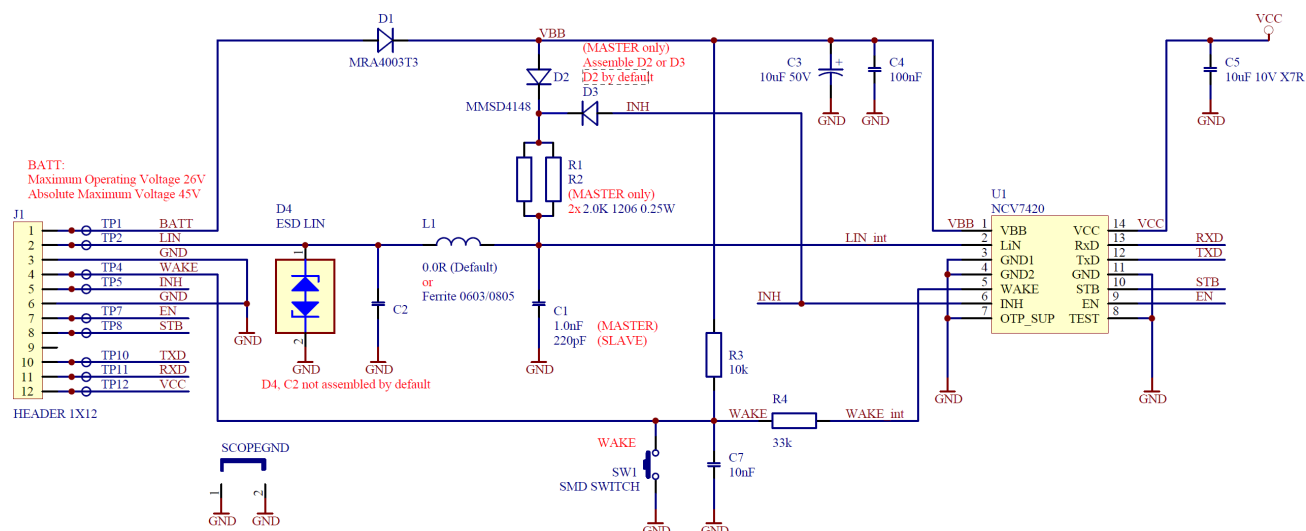 D1
MRA4003T3
VBB
(MASTER only)
Assemble D2 or D3
D2 by default
D2
MMSD4148
D3
INH
C3
10uF 50V
+
GND
C4
100nF
GND
VCC
C5
10uF 10V X7R
GND
R1
R2
(MASTER only)
2x 2.0K 1206 0.25W
BATT:
Maximum Operating Voltage 26V
Absolute Maximum Voltage 45V
J1
1 TP1 BATT
2 TP2 LIN
3 GND
4 TP4 WAKE
5 TP5 INH
6 GND
7 TP7 EN
8 TP8 STB
9
10 TP10 TXD
11 TP11 RXD
12 TP12 VCC
HEADER 1X12
GND
D4
ESD LIN
1
2
GND
C2
GND
D4, C2 not assembled by default
L1
0.0R (Default)
or
Ferrite 0603/0805
C1
1.0nF (MASTER)
220pF (SLAVE)
GND
LIN_int
INH
U1
NCV7420
VBB 1 VBB VCC 14 VCC
2 LiN RxD 13 RXD
3 GND1 TxD 12 TXD
4 GND2 GND 11
5 WAKE STB 10 STB
6 INH EN 9 EN
7 OTP_SUP TEST 8
GND
GND
R3
10k
WAKE
R4
33k
WAKE_int
WAKE
SW1
SMD SWITCH
GND
C7
10nF
GND
SCOPEGND
1
2
GND
GND